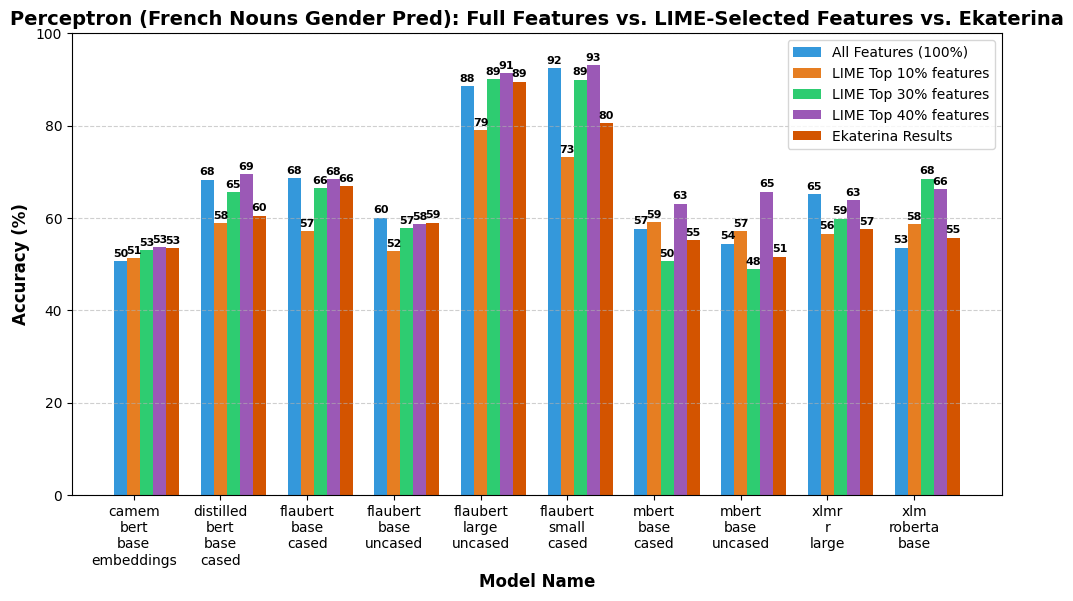 Perceptron (French Nouns Gender Pred): Full Features vs. LIME-Selected Features vs. Ekaterina
All Features (100%)
LIME Top 10% features
LIME Top 30% features
LIME Top 40% features
Ekaterina Results
Accuracy (%)
100
80
60
40
20
0
50 51 53 53 53
68 58 65 69 60
68 57 66 68 66
60 52 57 58 59
88 79 89 91 89
92 73 89 93 80
57 59 50 63 55
54 57 48 65 51
65 56 59 63 57
53 58 68 66 55
camem
bert
base
embeddings
distilled
bert
base
cased
flaubert
base
cased
flaubert
base
uncased
flaubert
large
uncased
flaubert
small
cased
mbert
base
cased
mbert
base
uncased
xlmr
r
large
xlm
roberta
base
Model Name